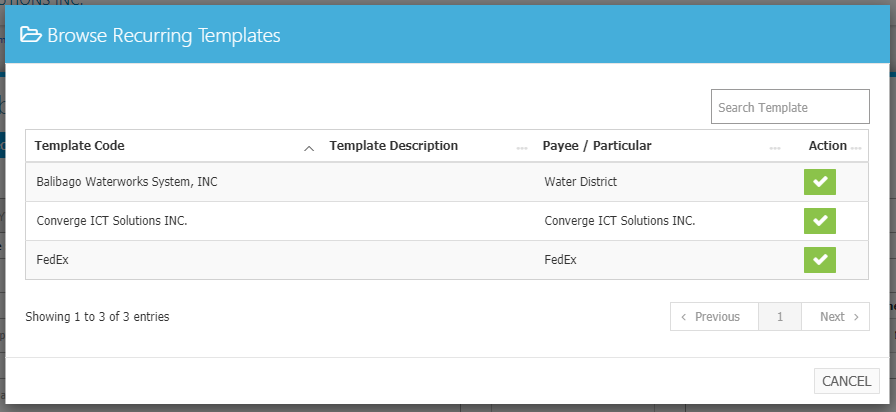 UTIONS INC.
Browse Recurring Templates
Search Template
Template Code Template Description Payee / Particular Action
Balibago Waterworks System, INC Water District
Converge ICT Solutions INC. Converge ICT Solutions INC.
FedEx FedEx
Showing 1 to 3 of 3 entries
Previous 1 Next
CANCEL